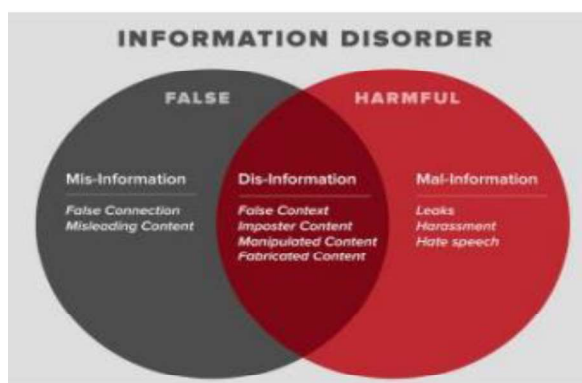 INFORMATION DISORDER
FALSE
HARMFUL
Mis-Information
False Connection
Misleading Content
Dis-Information
False Context
Imposter Content
Manipulated Content
Fabricated Content
Mal-Information
Leaks
Harassment
Hate speech